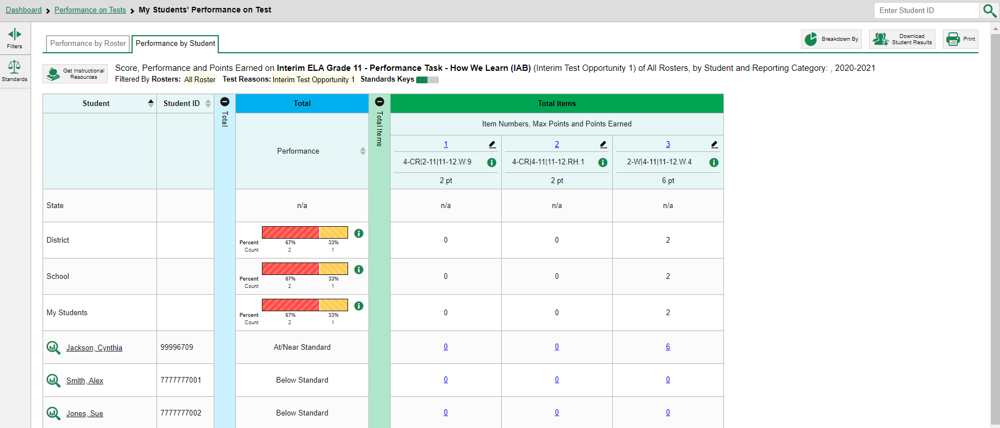 Dashboard > Performance on Tests > My Students' Performance on Test
Enter Student ID
Filters
Standards
Performance by Roster
Performance by Student
Breakdown By
Download
Student Results
Print
Get Instructional
Resources
Score, Performance and Points Earned on Interim ELA Grade 11 - Performance Task - How We Learn (IAB) (Interim Test Opportunity 1) of All Rosters, by Student and Reporting Category: , 2020-2021
Filtered By Rosters: All Roster Test Reasons: Interim Test Opportunity 1 Standards Keys
Student Student ID Total Total Total Items Total Items
Item Numbers, Max Points and Points Earned
Performance
1 2 3
4-CR|2-11|11-12.W.9 4-CR|4-11|11-12.RH.1 2-W|4-11|11-12.W.4
2 pt 2 pt 6 pt
State n/a n/a n/a n/a
District 0 0 2
Percent 67% 33%
Count 2 1
School 0 0 2
Percent 67% 33%
Count 2 1
My Students 0 0 2
Percent 67% 33%
Count 2 1
Jackson, Cynthia 99996709 At/Near Standard 0 0 6
Smith, Alex 7777777001 Below Standard 0 0 0
Jones, Sue 7777777002 Below Standard 0 0 0